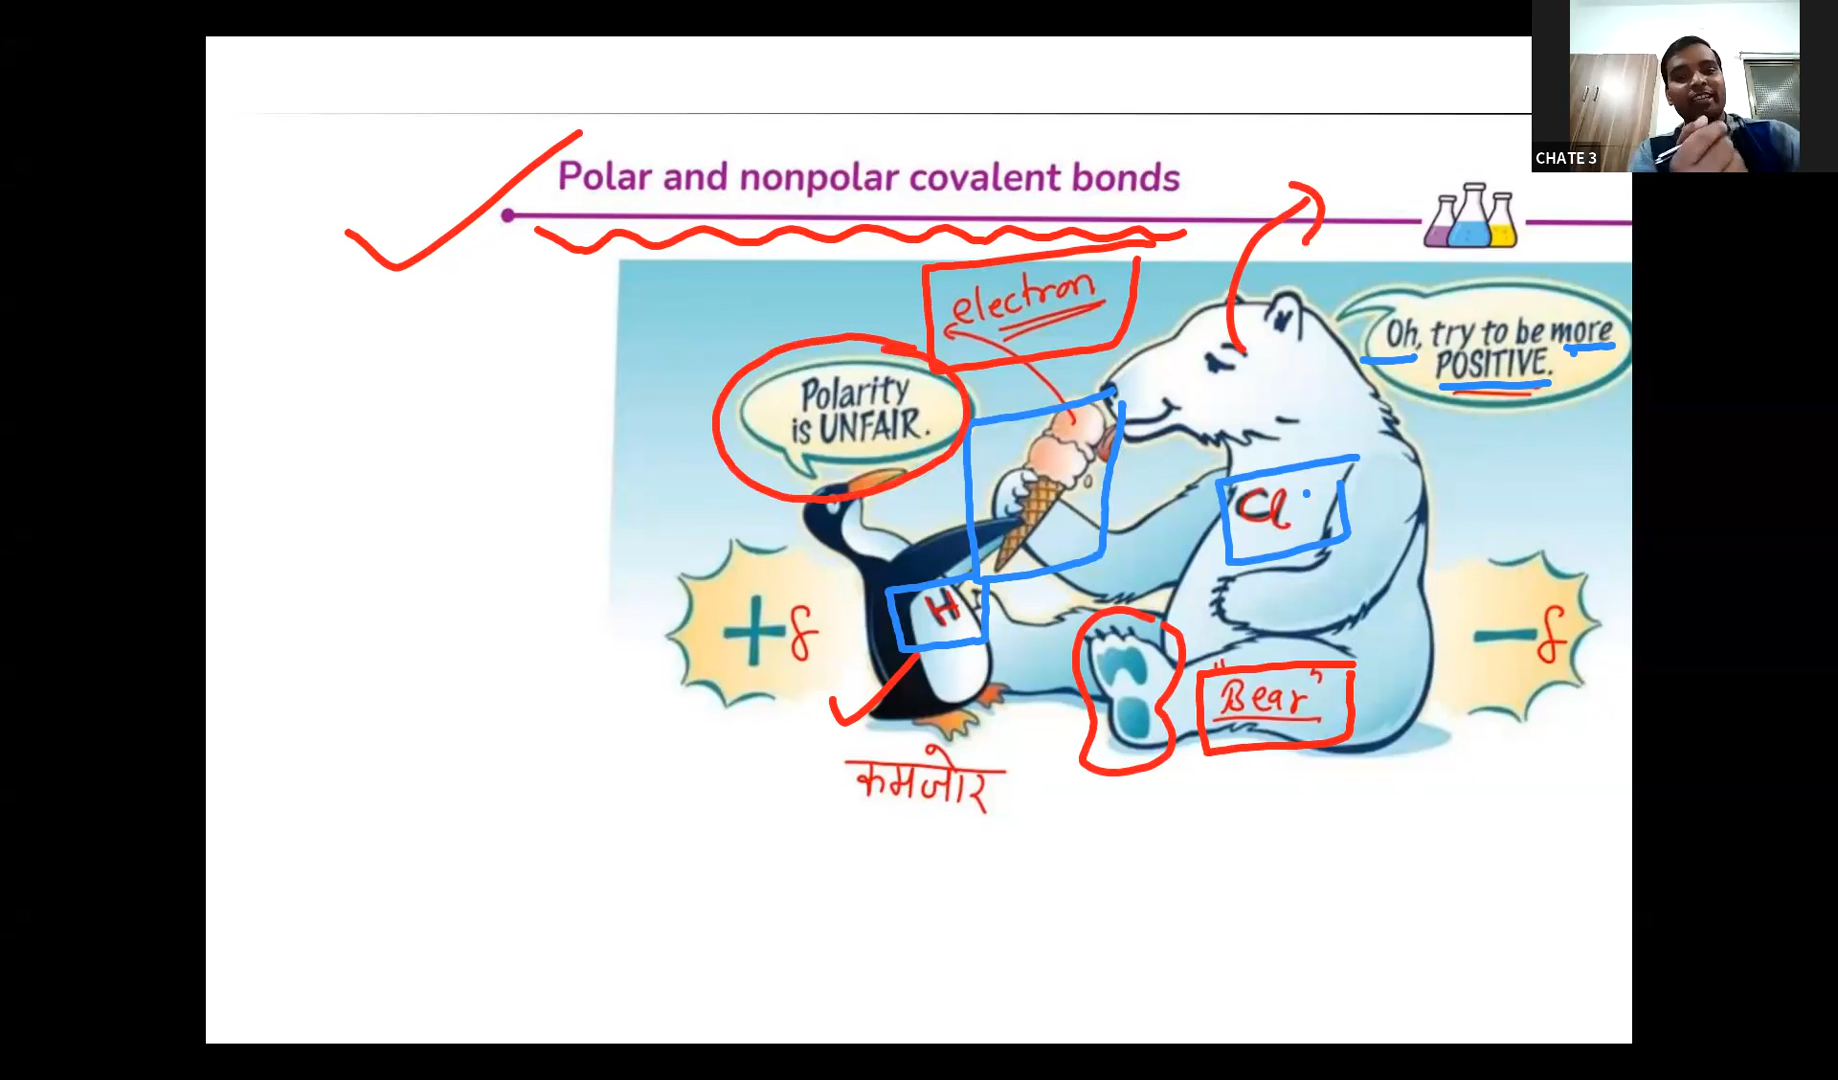 CHATE 3
Polar and nonpolar covalent bonds
electron
Oh, try to be more
POSITIVE.
Polarity
is UNFAIR.
Cl
H
+δ
−δ
"Bear"
कमजोर